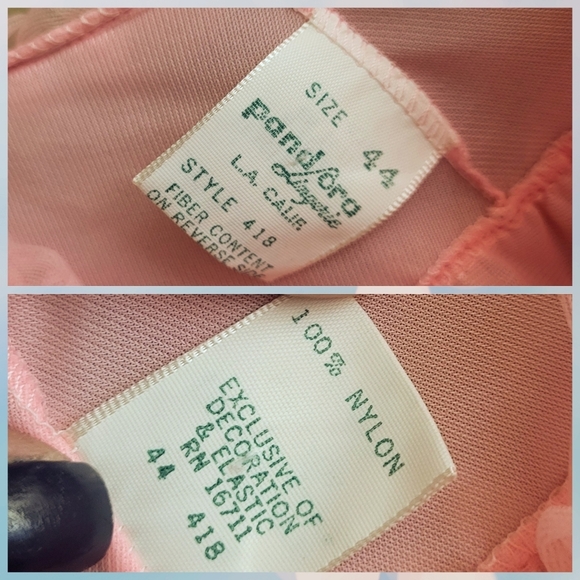 SIZE 44
pandora
Lingerie
L.A. CALIF.
STYLE 418
FIBER CONTENT
ON REVERSE
100% NYLON
EXCLUSIVE OF
DECORATION
& ELASTIC
RN 16711
44 418